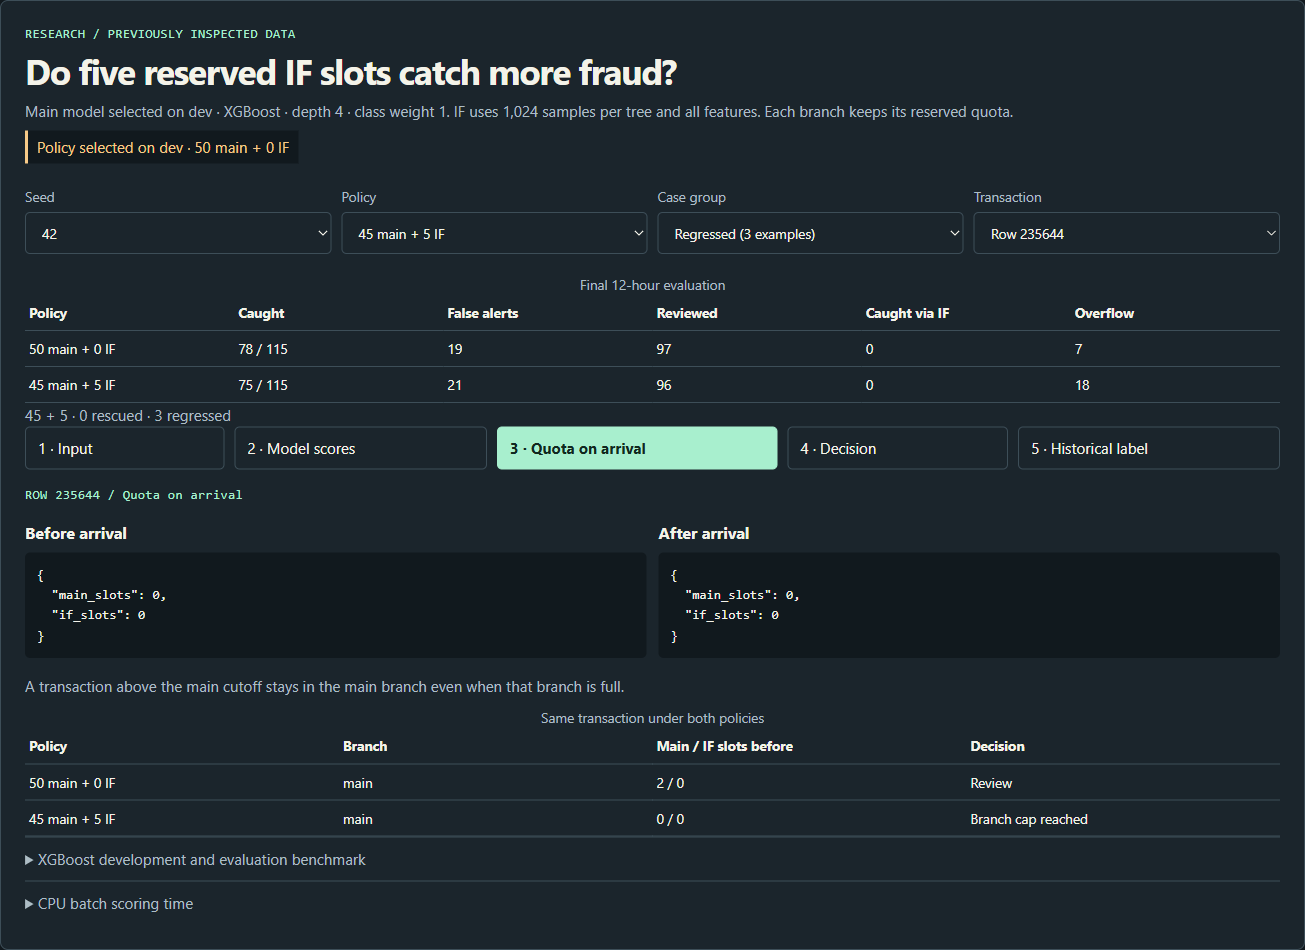 RESEARCH / PREVIOUSLY INSPECTED DATA
Do five reserved IF slots catch more fraud?
Main model selected on dev · XGBoost · depth 4 · class weight 1. IF uses 1,024 samples per tree and all features. Each branch keeps its reserved quota.
Policy selected on dev · 50 main + 0 IF
Seed Policy Case group Transaction
42 45 main + 5 IF Regressed (3 examples) Row 235644
Final 12-hour evaluation
Policy Caught False alerts Reviewed Caught via IF Overflow
50 main + 0 IF 78 / 115 19 97 0 7
45 main + 5 IF 75 / 115 21 96 0 18
45 + 5 · 0 rescued · 3 regressed
1 · Input 2 · Model scores 3 · Quota on arrival 4 · Decision 5 · Historical label
ROW 235644 / Quota on arrival
Before arrival After arrival
{ {
"main_slots": 0, "main_slots": 0,
"if_slots": 0 "if_slots": 0
} }
A transaction above the main cutoff stays in the main branch even when that branch is full.
Same transaction under both policies
Policy Branch Main / IF slots before Decision
50 main + 0 IF main 2 / 0 Review
45 main + 5 IF main 0 / 0 Branch cap reached
XGBoost development and evaluation benchmark
CPU batch scoring time